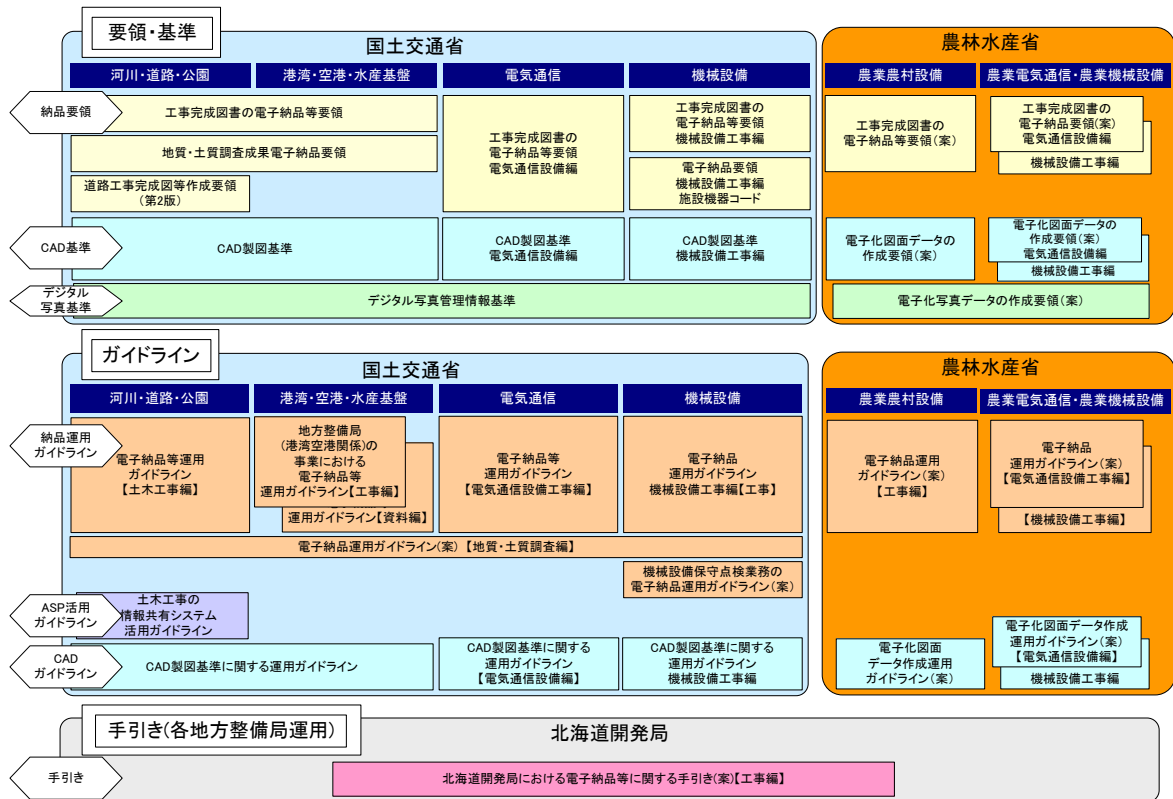 要領・基準
国土交通省
農林水産省
河川・道路・公園
港湾・空港・水産基盤
電気通信
機械設備
農業農村設備
農業電気通信・農業機械設備
納品要領
工事完成図書の電子納品等要領
地質・土質調査成果電子納品要領
道路工事完成図等作成要領
(第2版)
工事完成図書の
電子納品等要領
電気通信設備編
工事完成図書の
電子納品等要領
機械設備工事編
電子納品要領
機械設備工事編
施設機器コード
工事完成図書の
電子納品等要領(案)
工事完成図書の
電子納品要領(案)
電気通信設備編
機械設備工事編
CAD基準
CAD製図基準
CAD製図基準
電気通信設備編
CAD製図基準
機械設備工事編
電子化図面データの
作成要領(案)
電子化図面データの
作成要領(案)
電気通信設備編
機械設備工事編
デジタル
写真基準
デジタル写真管理情報基準
電子化写真データの作成要領(案)
ガイドライン
国土交通省
農林水産省
河川・道路・公園
港湾・空港・水産基盤
電気通信
機械設備
農業農村設備
農業電気通信・農業機械設備
納品運用
ガイドライン
電子納品等運用
ガイドライン
【土木工事編】
地方整備局
(港湾空港関係)の
事業における
電子納品等
運用ガイドライン【工事編】
運用ガイドライン【資料編】
電子納品等
運用ガイドライン
【電気通信設備工事編】
電子納品
運用ガイドライン
機械設備工事編【工事】
電子納品運用
ガイドライン(案)
【工事編】
電子納品
運用ガイドライン(案)
【電気通信設備工事編】
【機械設備工事編】
電子納品運用ガイドライン(案)【地質・土質調査編】
機械設備保守点検業務の
電子納品運用ガイドライン(案)
ASP活用
ガイドライン
土木工事の
情報共有システム
活用ガイドライン
CAD
ガイドライン
CAD製図基準に関する運用ガイドライン
CAD製図基準に関する
運用ガイドライン
【電気通信設備編】
CAD製図基準に関する
運用ガイドライン
機械設備工事編
電子化図面
データ作成運用
ガイドライン(案)
電子化図面データ作成
運用ガイドライン(案)
【電気通信設備編】
機械設備工事編
手引き(各地方整備局運用)
北海道開発局
手引き
北海道開発局における電子納品等に関する手引き(案)【工事編】